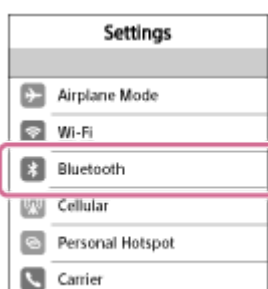 Settings
Airplane Mode
Wi-Fi
Bluetooth
Cellular
Personal Hotspot
Carrier